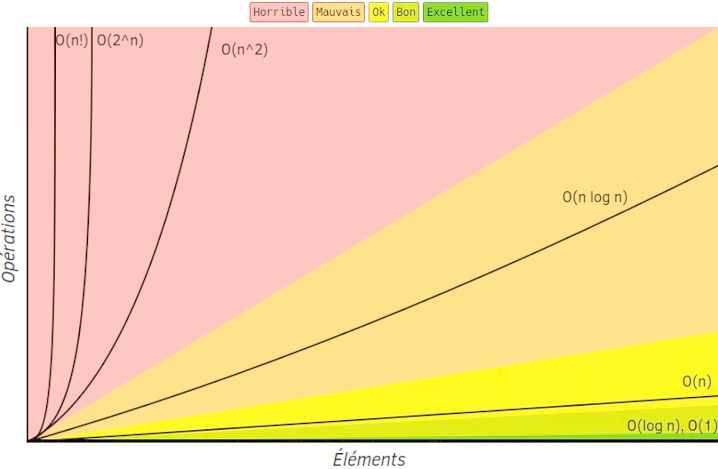 Horrible Mauvais Ok Bon Excellent
O(n!) O(2^n)
O(n^2)
O(n log n)
O(n)
O(log n), O(1)
Opérations
Éléments